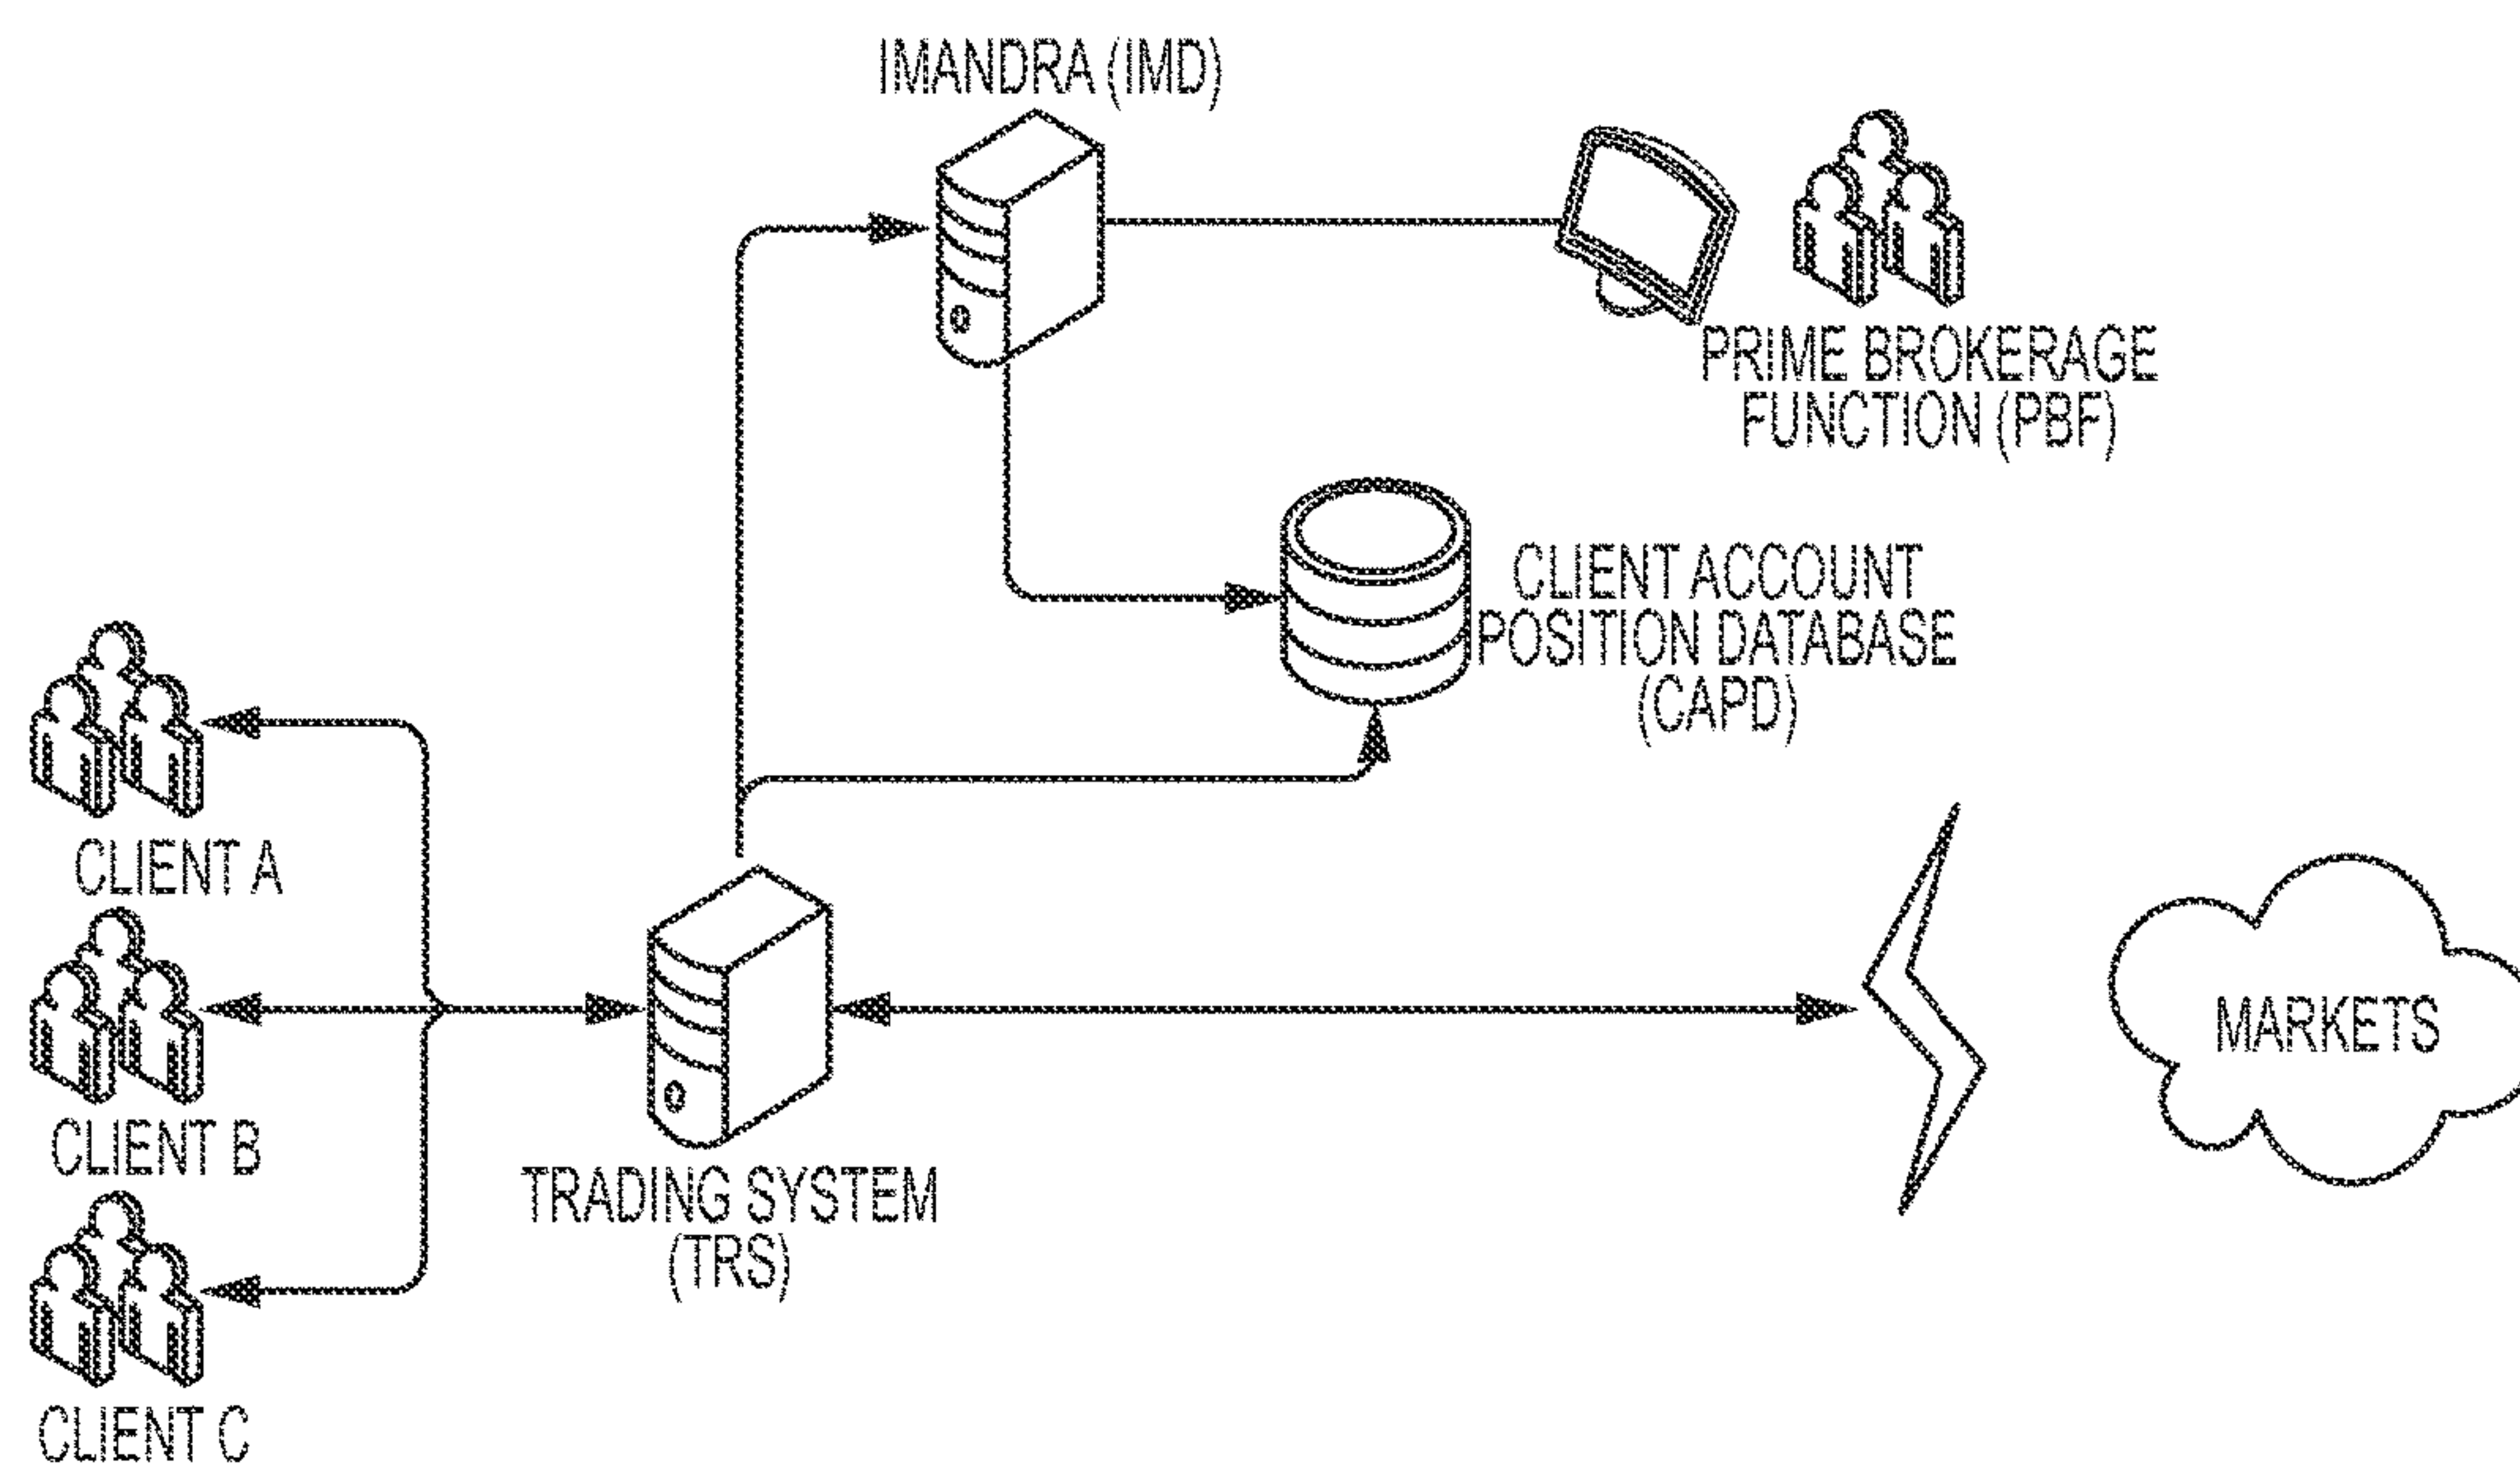 IMANDRA (IMD)
PRIME BROKERAGE
FUNCTION (PBF)
CLIENT ACCOUNT
POSITION DATABASE
(CAPD)
CLIENT A
CLIENT B
CLIENT C
TRADING SYSTEM
(TRS)
MARKETS